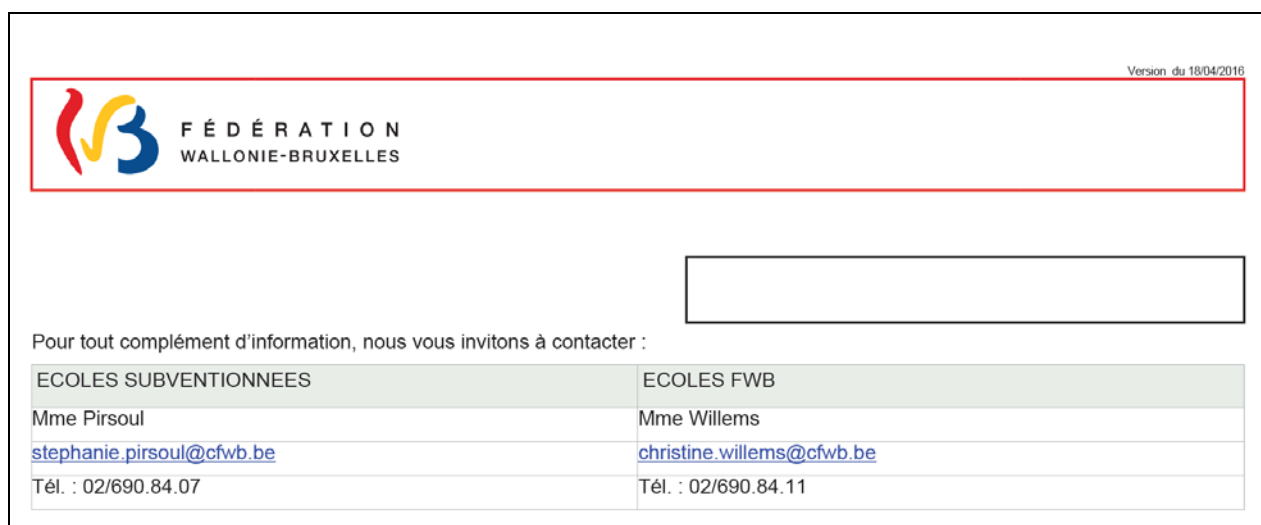 Version du 18/04/2016
FÉDÉRATION
WALLONIE-BRUXELLES
Pour tout complément d'information, nous vous invitons à contacter :
ECOLES SUBVENTIONNEES ECOLES FWB
Mme Pirsoul Mme Willems
stephanie.pirsoul@cfwb.be christine.willems@cfwb.be
Tél. : 02/690.84.07 Tél. : 02/690.84.11